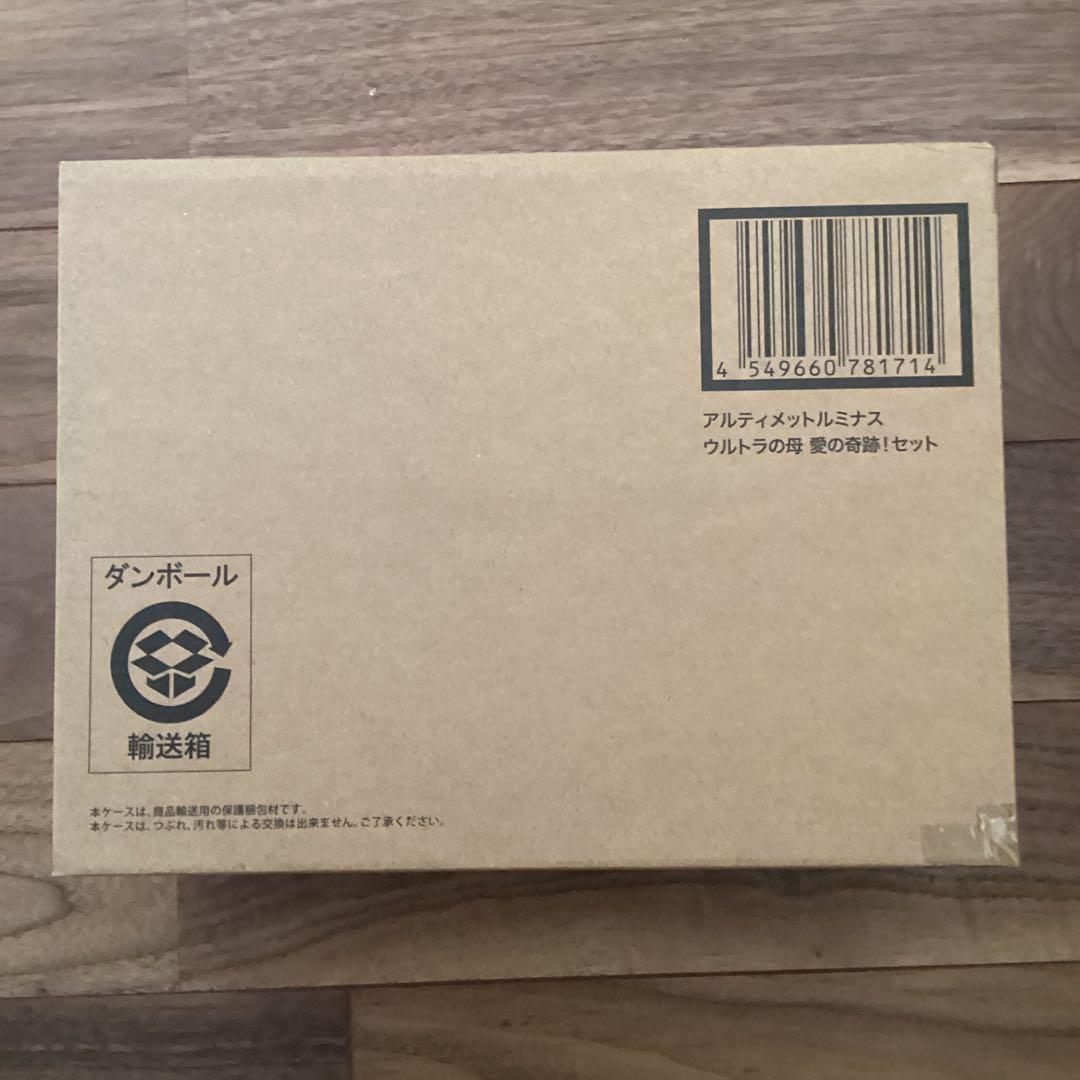 4 549660 781714
アルティメットルミナス
ウルトラの母 愛の奇跡!セット
ダンボール
輸送箱
本ケースは、商品輸送用の保護梱包材です。
本ケースは、つぶれ、汚れ等による交換は出来ません。ご了承ください。